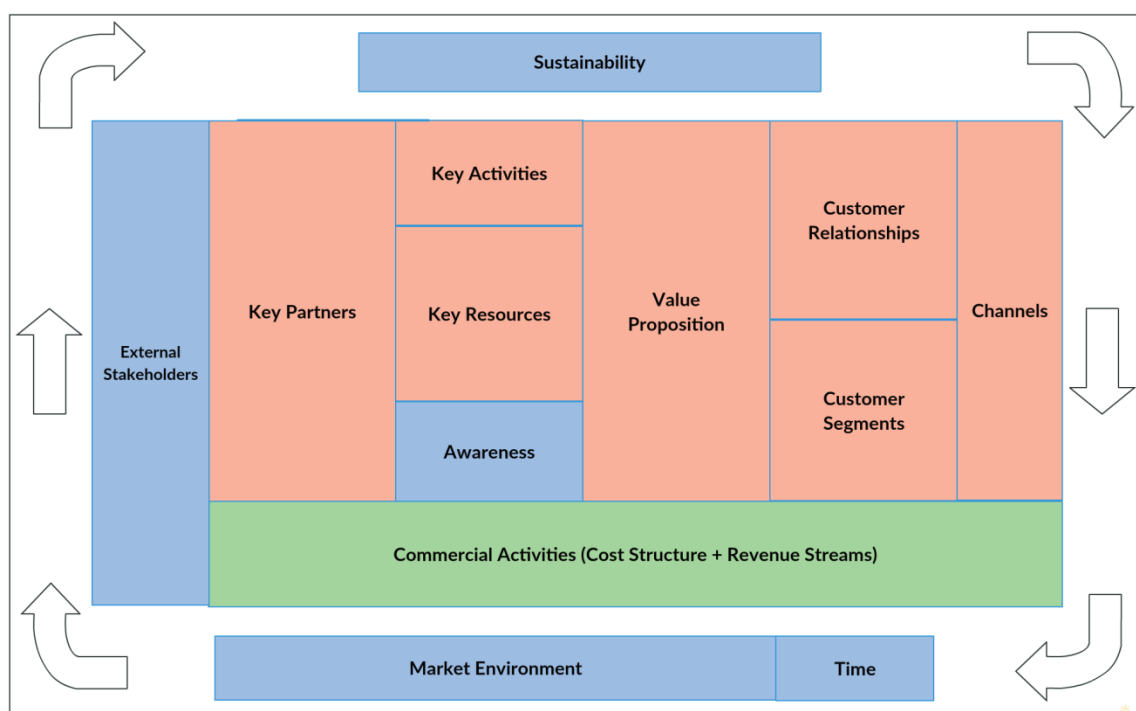 Sustainability
External
Stakeholders
Key Partners
Key Activities
Key Resources
Awareness
Value
Proposition
Customer
Relationships
Customer
Segments
Channels
Commercial Activities (Cost Structure + Revenue Streams)
Market Environment
Time